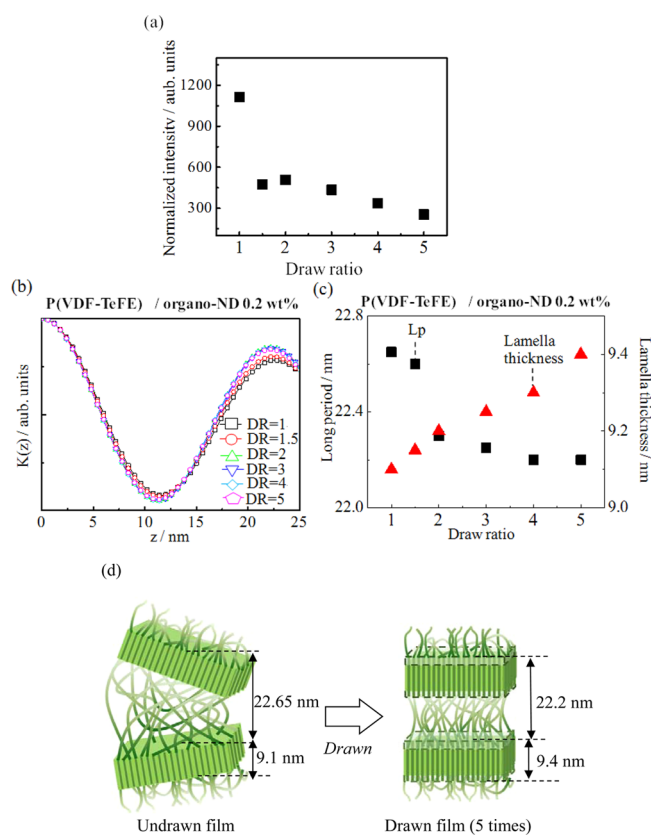 (a)
Normalized intensity / aub. units
1200
900
600
300
1 2 3 4 5
Draw ratio
(b)
P(VDF-TeFE) / organo-ND 0.2 wt%
K(z) / aub. units
DR=1
DR=1.5
DR=2
DR=3
DR=4
DR=5
0 5 10 15 20 25
z / nm
(c)
P(VDF-TeFE) / organo-ND 0.2 wt%
Long period / nm
22.8
22.4
22.0
Lp
Lamella
thickness
9.4
9.2
9.0
Lamella thickness/ nm
1 2 3 4 5
Draw ratio
(d)
22.65 nm
9.1 nm
Undrawn film
Drawn
22.2 nm
9.4 nm
Drawn film (5 times)